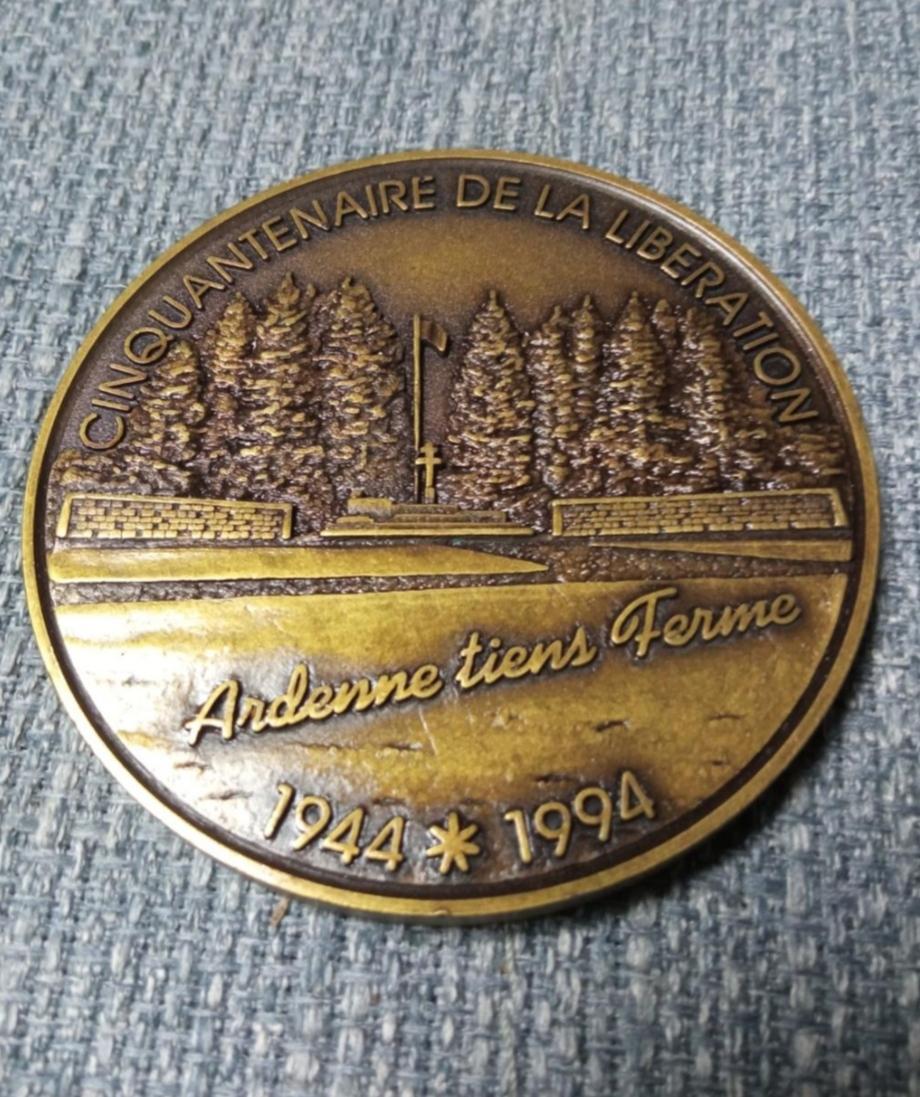 CINQUANTENAIRE DE LA LIBERATION
Ardenne tiens Ferme
1944 * 1994